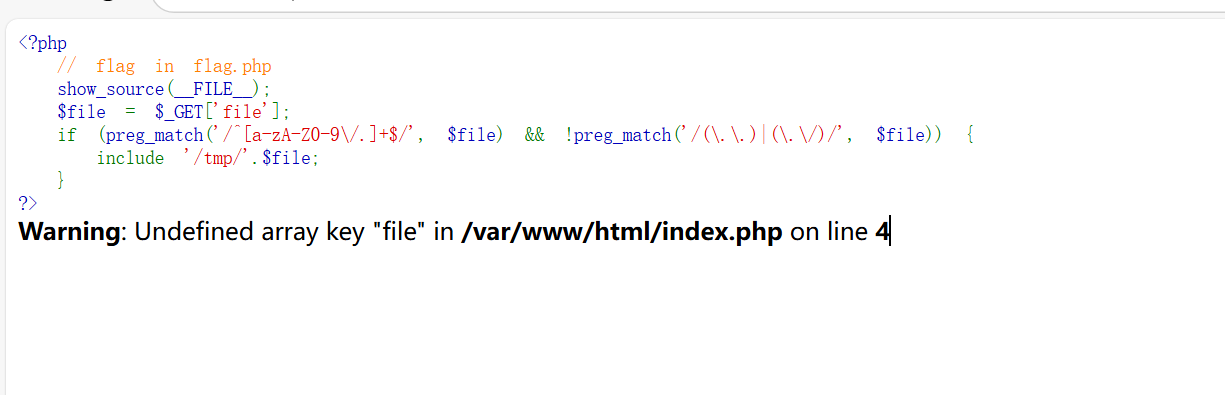 <?php
    // flag in flag.php
    show_source(__FILE__);
    $file = $_GET['file'];
    if (preg_match('/^[a-zA-Z0-9\/.]+$/', $file) && !preg_match('/(\.\.)|(\.\/)/', $file)) {
        include '/tmp/'.$file;
    }
?>
Warning: Undefined array key "file" in /var/www/html/index.php on line 4